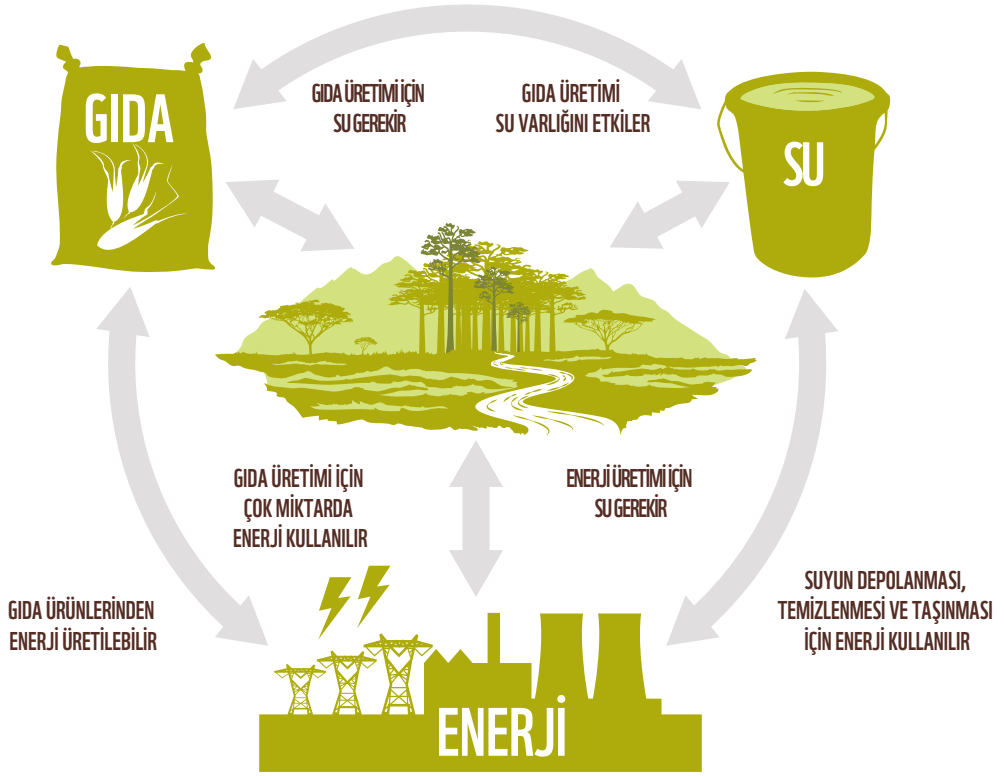 GIDA
GIDA ÜRETİMİ İÇİN
SU GEREKİR
GIDA ÜRETİMİ
SU VARLIĞINI ETKİLER
SU
GIDA ÜRETİMİ İÇİN
ÇOK MİKTARDA
ENERJİ KULLANILIR
ENERJİ ÜRETİMİ İÇİN
SU GEREKİR
GIDA ÜRÜNLERİNDEN
ENERJİ ÜRETİLEBİLİR
SUYUN DEPOLANMASI,
TEMİZLENMESİ VE TAŞINMASI
İÇİN ENERJİ KULLANILIR
ENERJİ